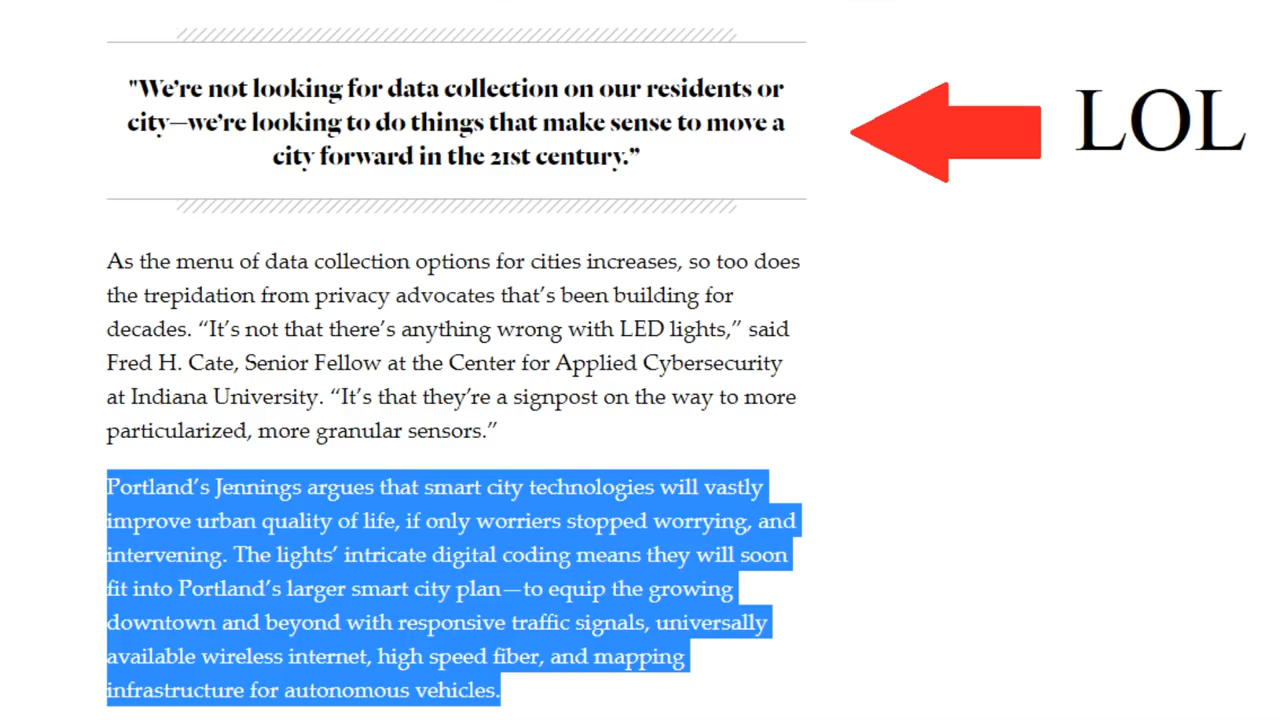 "We're not looking for data collection on our residents or
city—we're looking to do things that make sense to move a
city forward in the 21st century.”
LOL
As the menu of data collection options for cities increases, so too does
the trepidation from privacy advocates that’s been building for
decades. “It’s not that there’s anything wrong with LED lights,” said
Fred H. Cate, Senior Fellow at the Center for Applied Cybersecurity
at Indiana University. “It’s that they’re a signpost on the way to more
particularized, more granular sensors.”
Portland’s Jennings argues that smart city technologies will vastly
improve urban quality of life, if only worriers stopped worrying, and
intervening. The lights’ intricate digital coding means they will soon
fit into Portland’s larger smart city plan—to equip the growing
downtown and beyond with responsive traffic signals, universally
available wireless internet, high speed fiber, and mapping
infrastructure for autonomous vehicles.